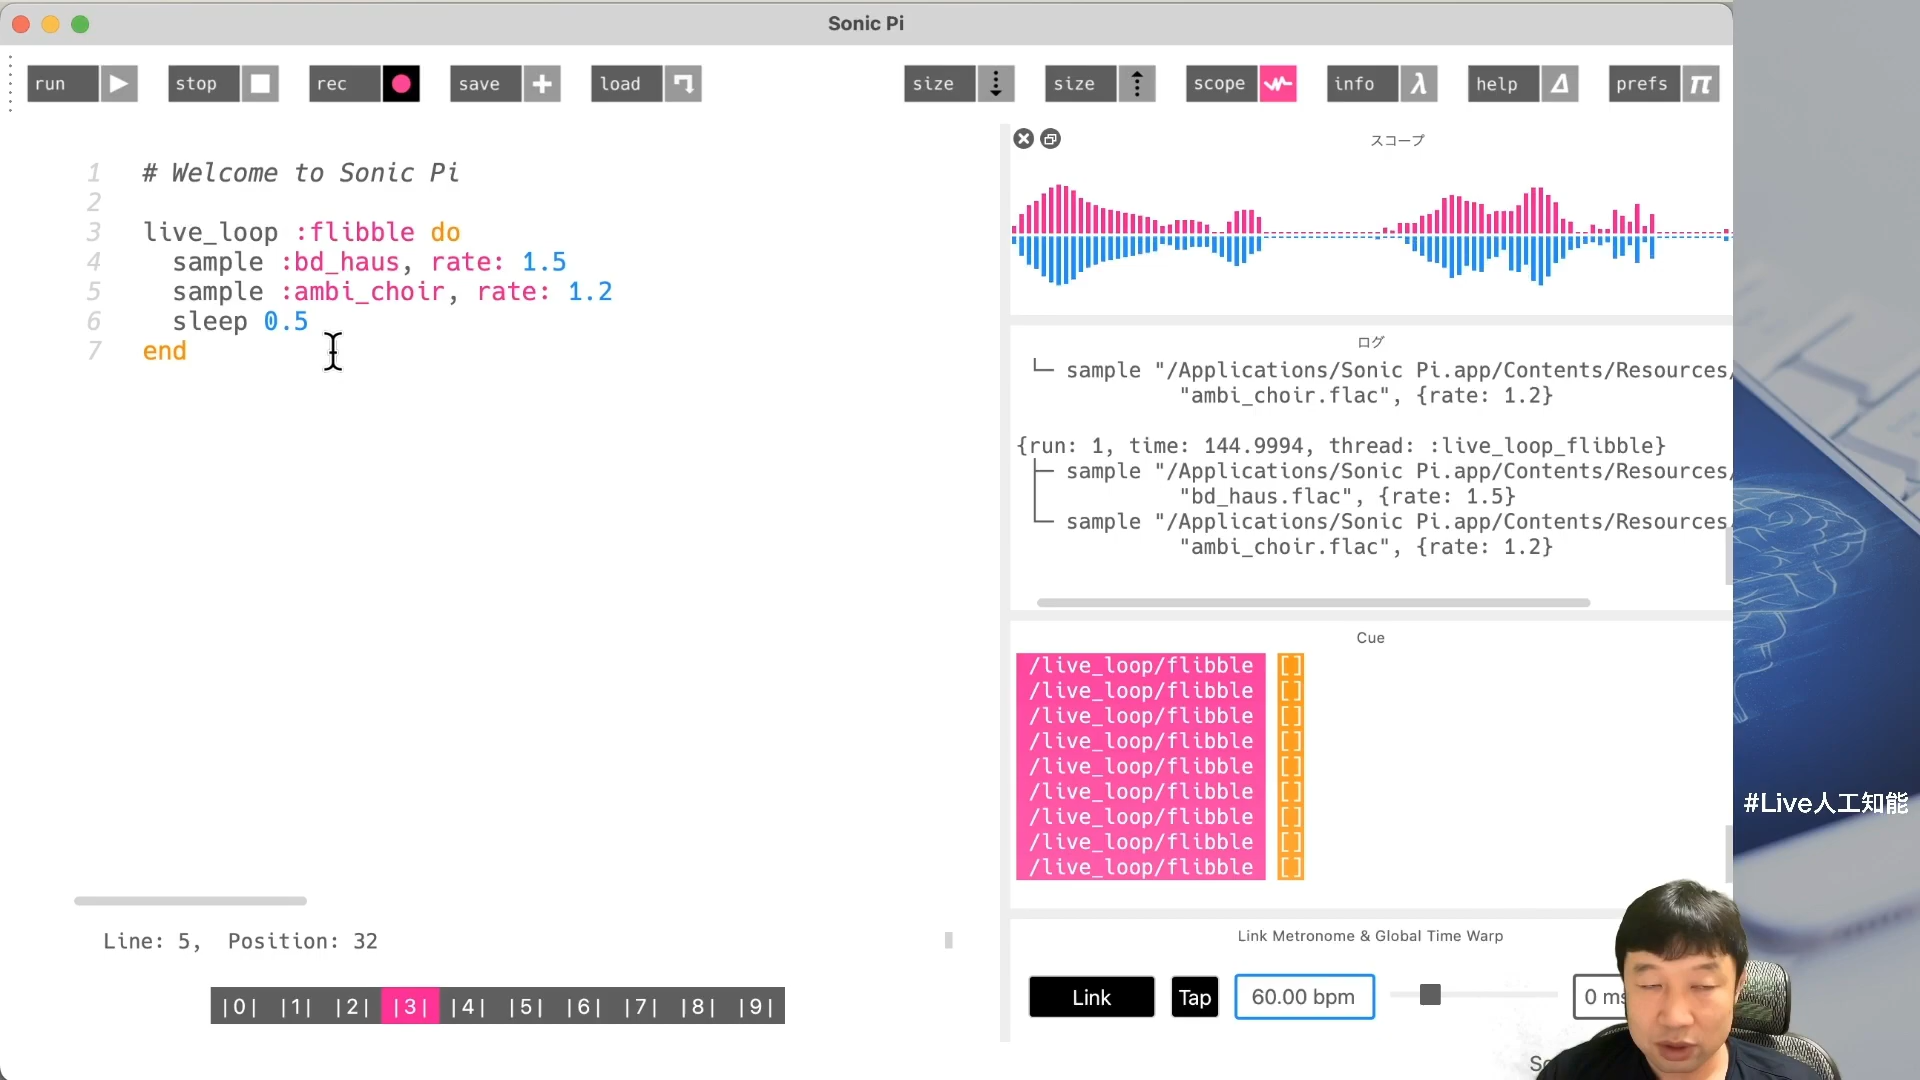 Sonic Pi
run
stop
rec
save
load
size
size
scope
info
help
prefs
1 # Welcome to Sonic Pi
2
3 live_loop :flibble do
4 sample :bd_haus, rate: 1.5
5 sample :ambi_choir, rate: 1.2
6 sleep 0.5
7 end
Line: 5, Position: 32
|0| |1| |2| |3| |4| |5| |6| |7| |8| |9|
スコープ
ログ
└─ sample "/Applications/Sonic Pi.app/Contents/Resources/
"ambi_choir.flac", {rate: 1.2}
{run: 1, time: 144.9994, thread: :live_loop_flibble}
├─ sample "/Applications/Sonic Pi.app/Contents/Resources/
"bd_haus.flac", {rate: 1.5}
└─ sample "/Applications/Sonic Pi.app/Contents/Resources/
"ambi_choir.flac", {rate: 1.2}
Cue
/live_loop/flibble []
/live_loop/flibble []
/live_loop/flibble []
/live_loop/flibble []
/live_loop/flibble []
/live_loop/flibble []
/live_loop/flibble []
/live_loop/flibble []
/live_loop/flibble []
Link Metronome & Global Time Warp
Link
Tap
60.00 bpm
0 ms
#Live人工知能